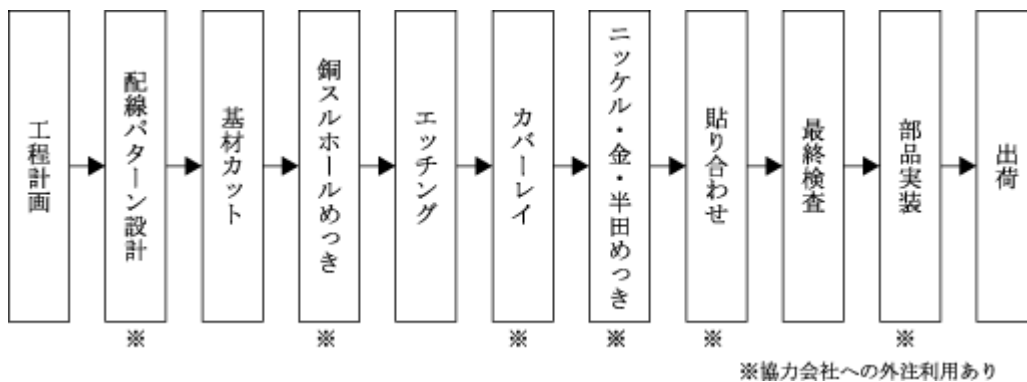 工程計画
配線パターン設計
基材カット
銅スルホールめっき
エッチング
カバーレイ
ニッケル・金・半田めっき
貼り合わせ
最終検査
部品実装
出荷
※
※
※
※
※
※
※協力会社への外注利用あり